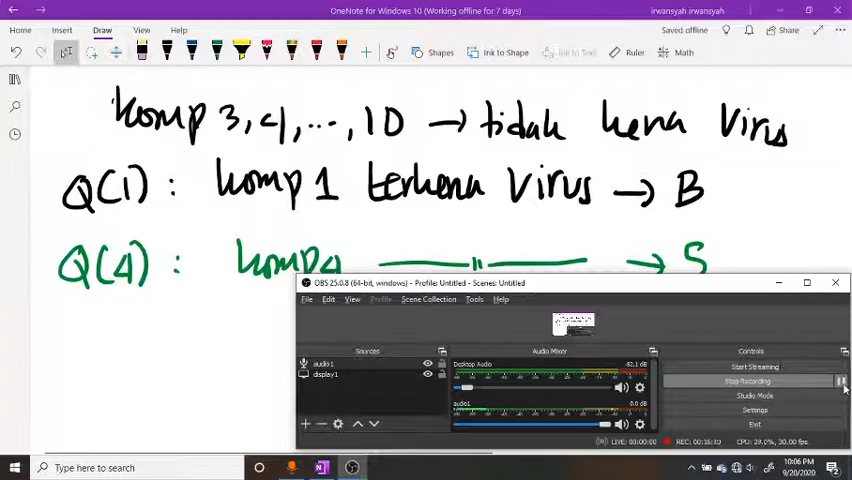 OneNote for Windows 10 (Working offline for 7 days)
irwansyah irwansyah
Home Insert Draw View Help
Saved offline Share
Shapes Ink to Shape Ink to Text Ruler Math
komp 3, 4, ..., 10 → tidak kena virus
Q(1) : komp 1 terkena virus → B
Q(4) : komp4 —〃— → S
OBS 25.0.8 (64-bit, windows) - Profile: Untitled - Scenes: Untitled
File Edit View Profile Scene Collection Tools Help
Sources Audio Mixer Controls
audio1
display1
Desktop Audio -82.1 dB
audio1 0.0 dB
Start Streaming
Stop Recording
Studio Mode
Settings
Exit
LIVE: 00:00:00 REC: 00:16:40 CPU: 29.0%, 30.00 fps
Type here to search
10:06 PM
9/20/2020
2